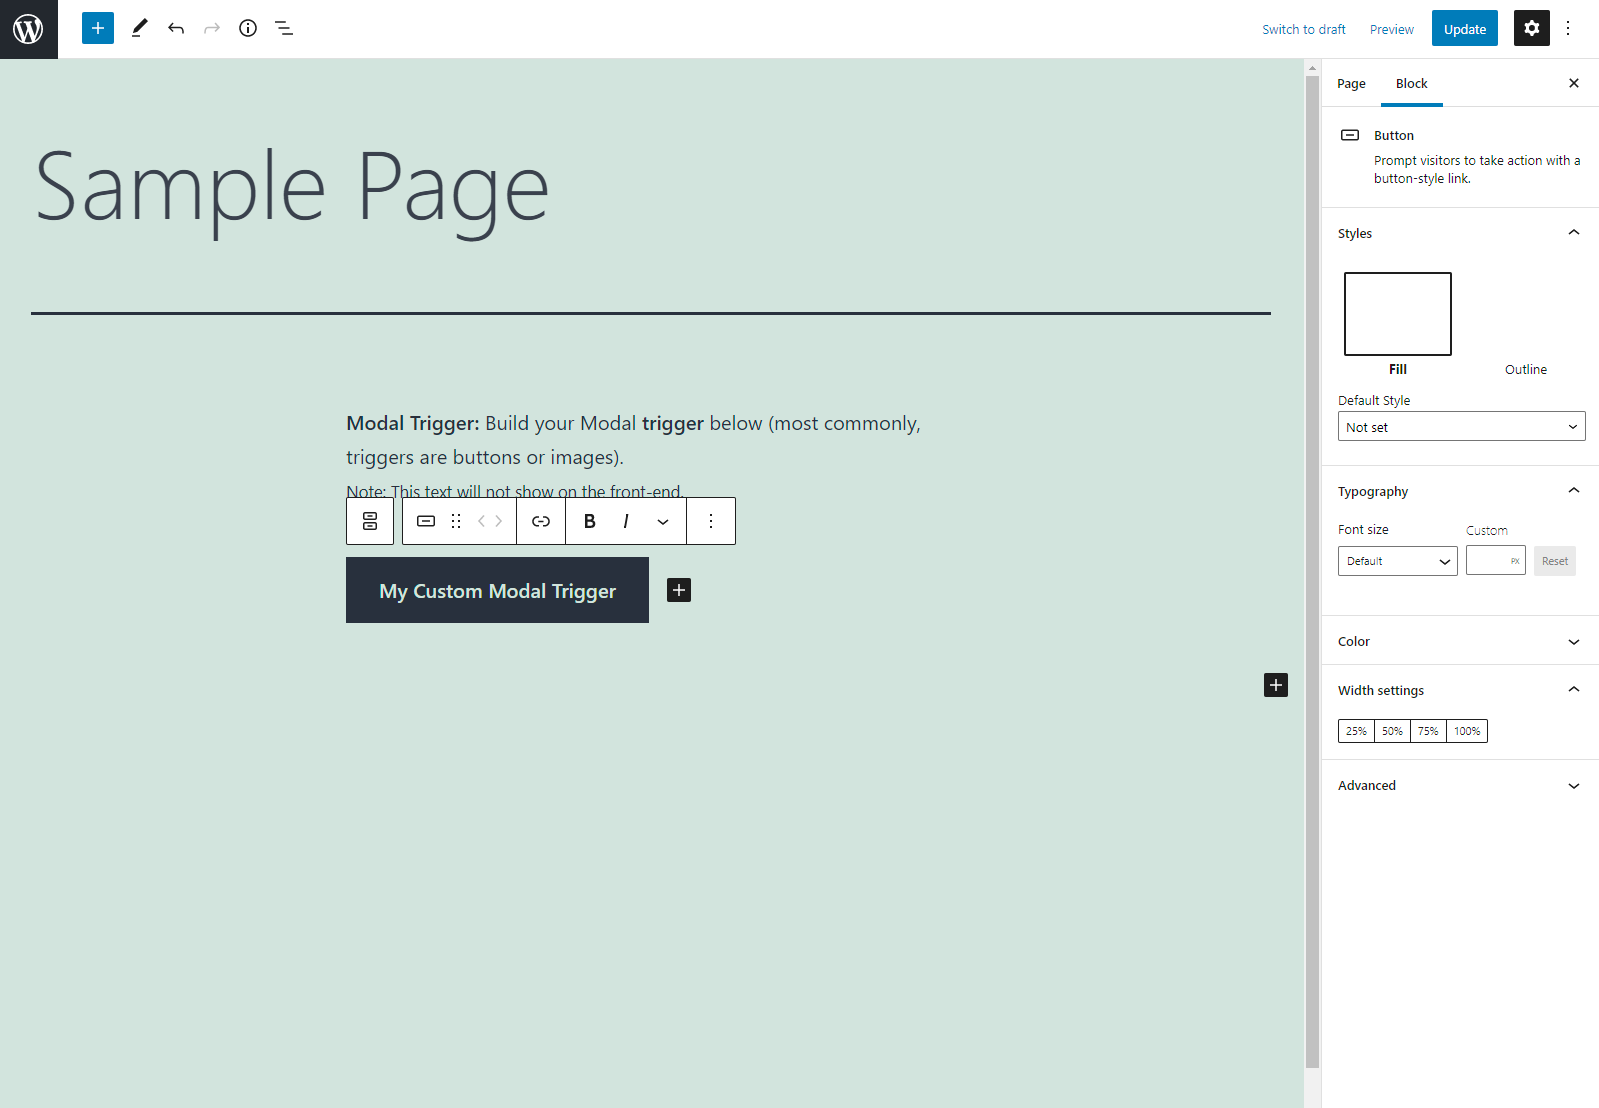 Switch to draft
Preview
Update
Page
Block
Button
Prompt visitors to take action with a
button-style link.
Sample Page
Styles
Fill
Outline
Default Style
Not set
Modal Trigger: Build your Modal trigger below (most commonly,
triggers are buttons or images).
Note: This text will not show on the front-end.
B I
My Custom Modal Trigger
Typography
Font size
Custom
Default
PX
Reset
Color
Width settings
25% 50% 75% 100%
Advanced